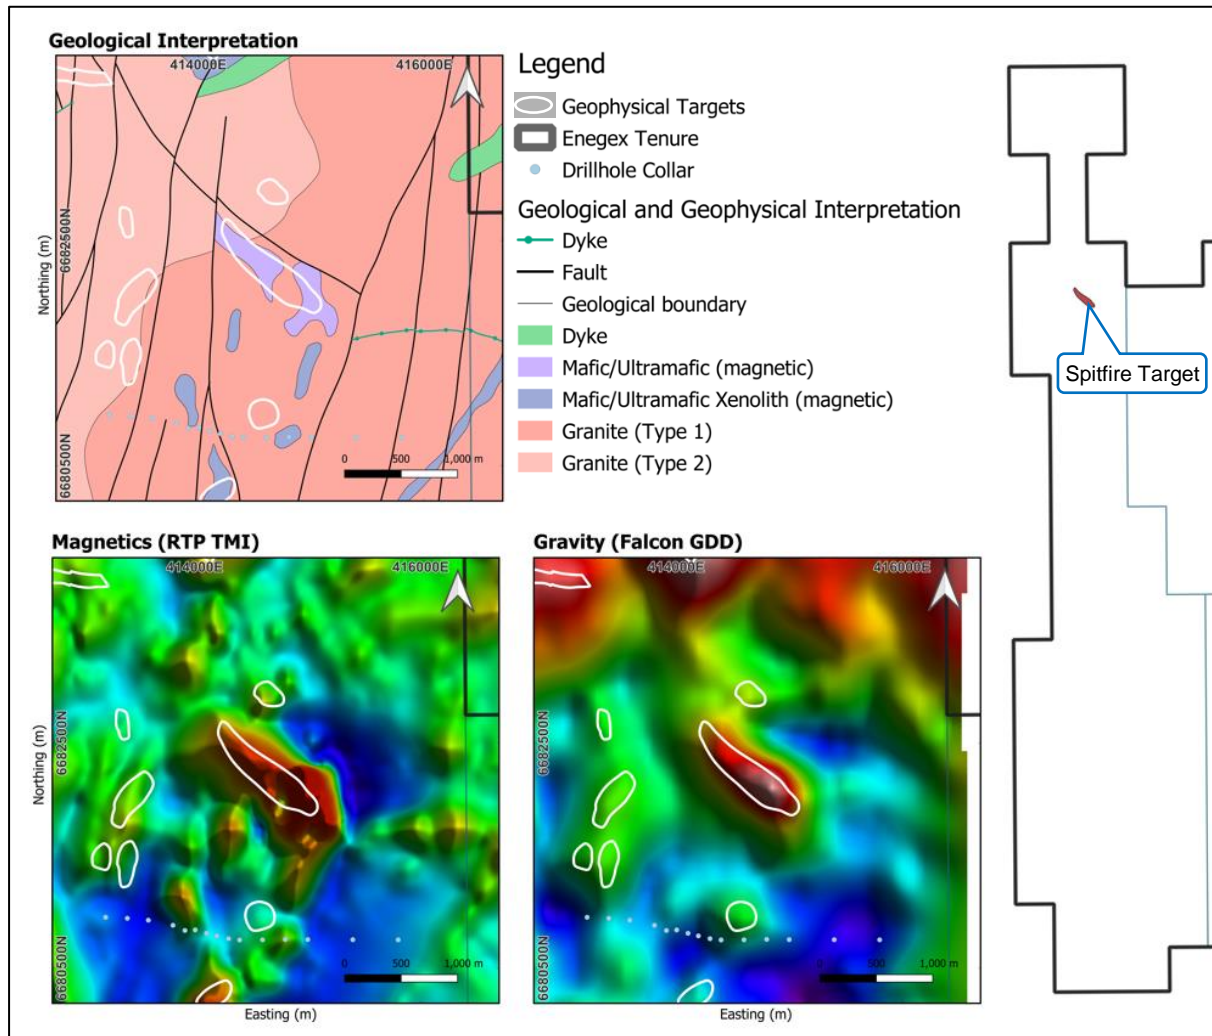 Geological Interpretation
414000E
416000E
Northing (m)
6682500N
6680500N
0 500 1,000 m
Legend
Geophysical Targets
Enegex Tenure
Drillhole Collar
Geological and Geophysical Interpretation
Dyke
Fault
Geological boundary
Dyke
Mafic/Ultramafic (magnetic)
Mafic/Ultramafic Xenolith (magnetic)
Granite (Type 1)
Granite (Type 2)
Spitfire Target
Magnetics (RTP TMI)
414000E
416000E
Northing (m)
6682500N
6680500N
0 500 1,000 m
Easting (m)
Gravity (Falcon GDD)
414000E
416000E
6682500N
6680500N
0 500 1,000 m
Easting (m)